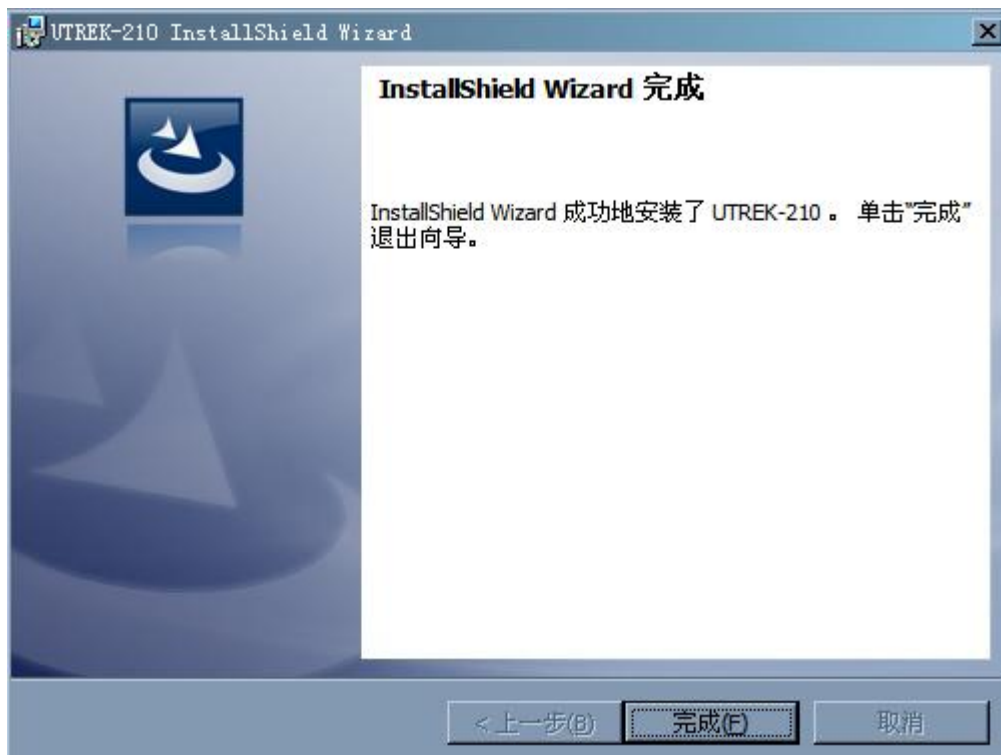 UTREK-210 InstallShield Wizard
InstallShield Wizard 完成
InstallShield Wizard 成功地安装了 UTREK-210 。 单击"完成"
退出向导。
< 上一步(B)
完成(F)
取消